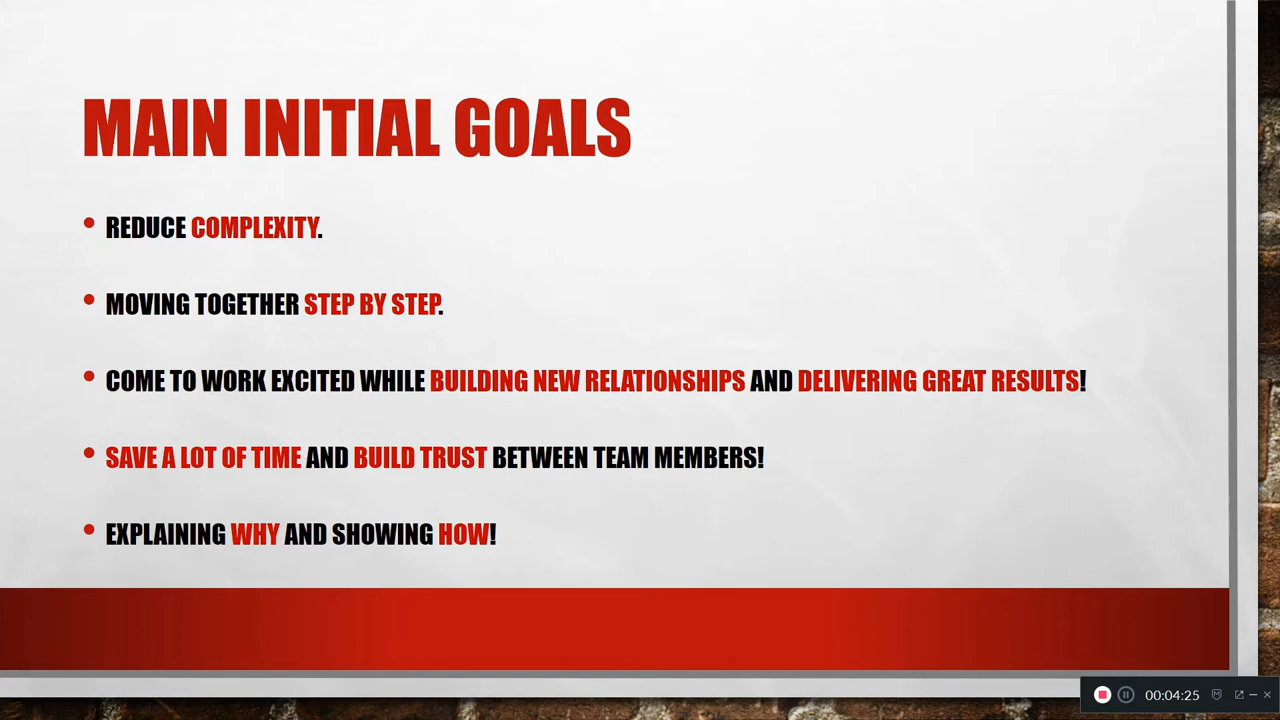 MAIN INITIAL GOALS
• REDUCE COMPLEXITY.
• MOVING TOGETHER STEP BY STEP.
• COME TO WORK EXCITED WHILE BUILDING NEW RELATIONSHIPS AND DELIVERING GREAT RESULTS!
• SAVE A LOT OF TIME AND BUILD TRUST BETWEEN TEAM MEMBERS!
• EXPLAINING WHY AND SHOWING HOW!
00:04:25